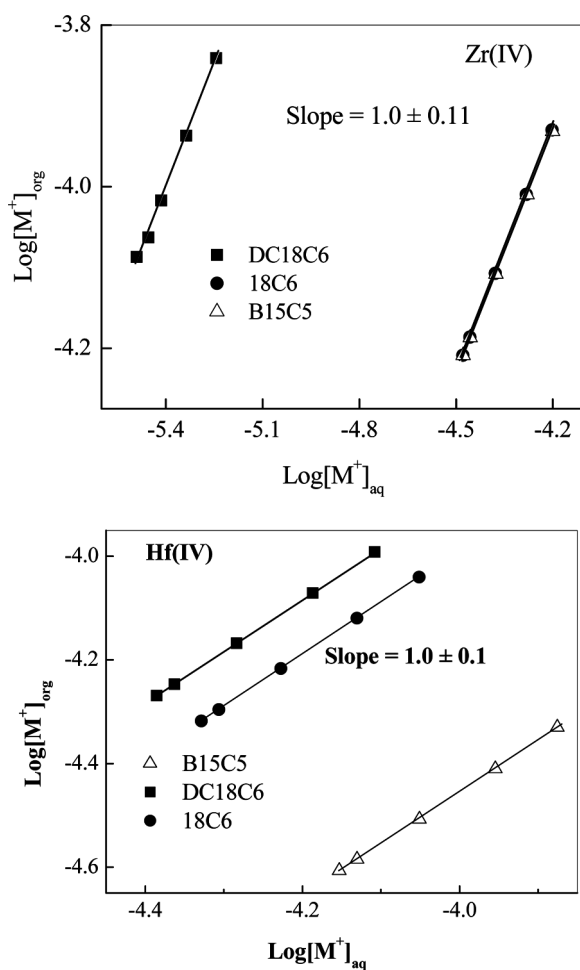 -3.8
Zr(IV)
Slope = 1.0 ± 0.11
-4.0
Log[M⁺]org
DC18C6
18C6
B15C5
-4.2
-5.4 -5.1 -4.8 -4.5 -4.2
Log[M⁺]aq
Hf(IV)
-4.0
Slope = 1.0 ± 0.1
-4.2
Log[M⁺]org
B15C5
-4.4
DC18C6
18C6
-4.6
-4.4 -4.2 -4.0
Log[M⁺]aq